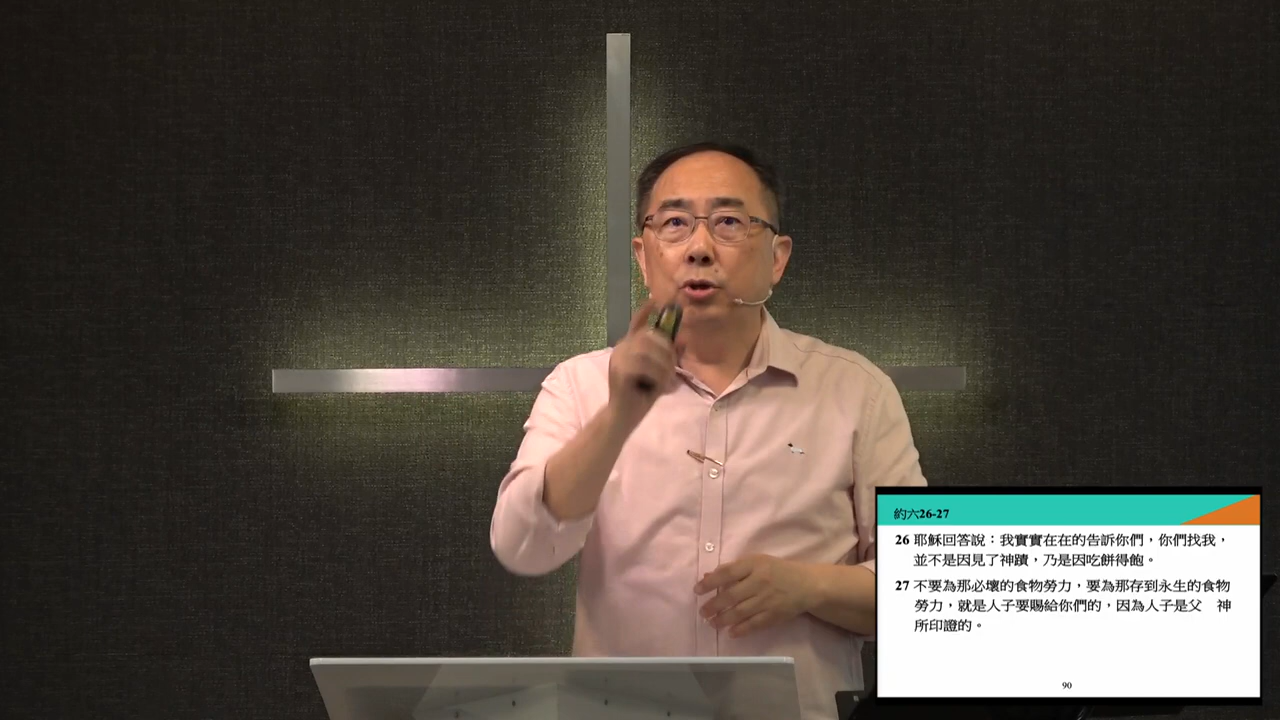 約六26-27
26 耶穌回答說：我實實在在的告訴你們，你們找我，
並不是因見了神蹟，乃是因吃餅得飽。
27 不要為那必壞的食物勞力，要為那存到永生的食物
勞力，就是人子要賜給你們的，因為人子是父　神
所印證的。
90